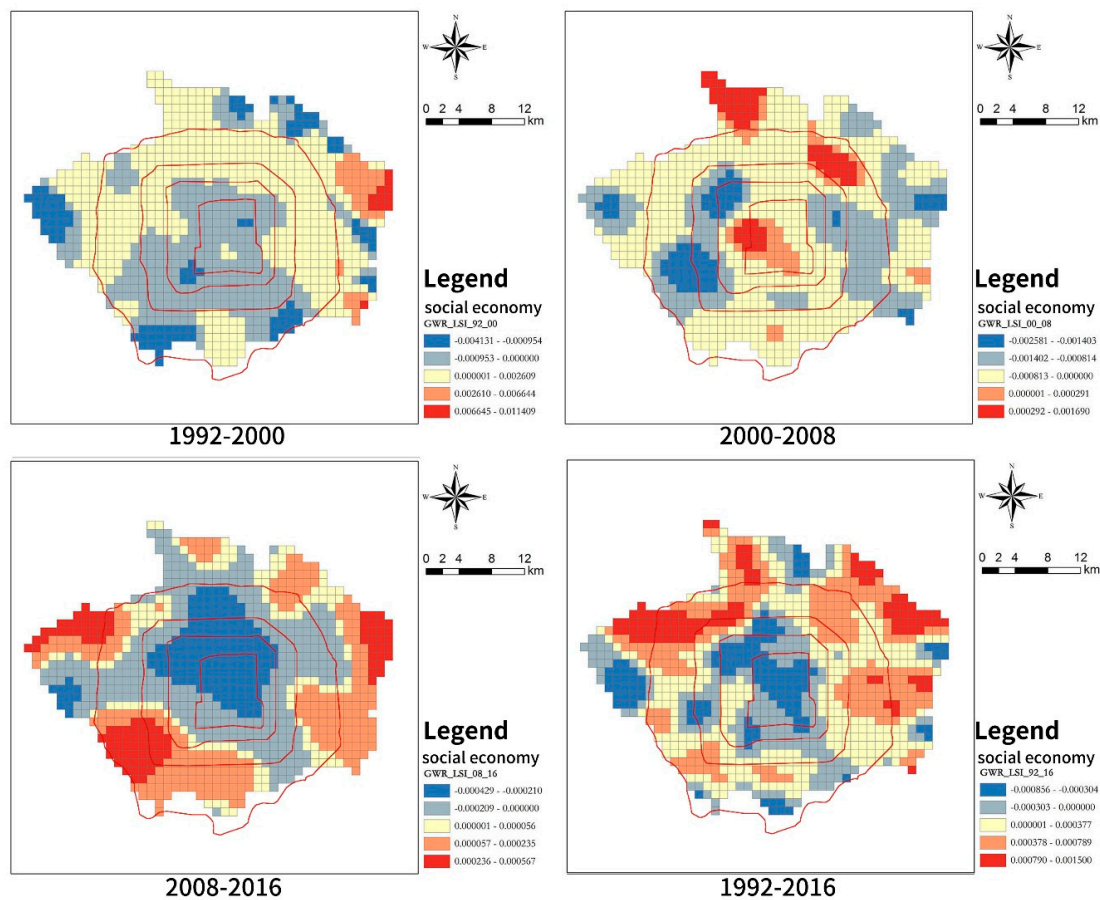 N
W E
S
0 2 4 8 12
km
Legend
social economy
GWR_LSI_92_00
-0.004131 - -0.000954
-0.000953 - 0.000000
0.000001 - 0.002609
0.002610 - 0.006644
0.006645 - 0.011409
1992-2000
N
W E
S
0 2 4 8 12
km
Legend
social economy
GWR_LSI_00_08
-0.002581 - -0.001403
-0.001402 - -0.000814
-0.000813 - 0.000000
0.000001 - 0.000291
0.000292 - 0.001690
2000-2008
N
W E
S
0 2 4 8 12
km
Legend
social economy
GWR_LSI_08_16
-0.000429 - -0.000210
-0.000209 - 0.000000
0.000001 - 0.000056
0.000057 - 0.000235
0.000236 - 0.000567
2008-2016
N
W E
S
0 2 4 8 12
km
Legend
social economy
GWR_LSI_92_16
-0.000856 - -0.000304
-0.000303 - 0.000000
0.000001 - 0.000377
0.000378 - 0.000789
0.000790 - 0.001500
1992-2016